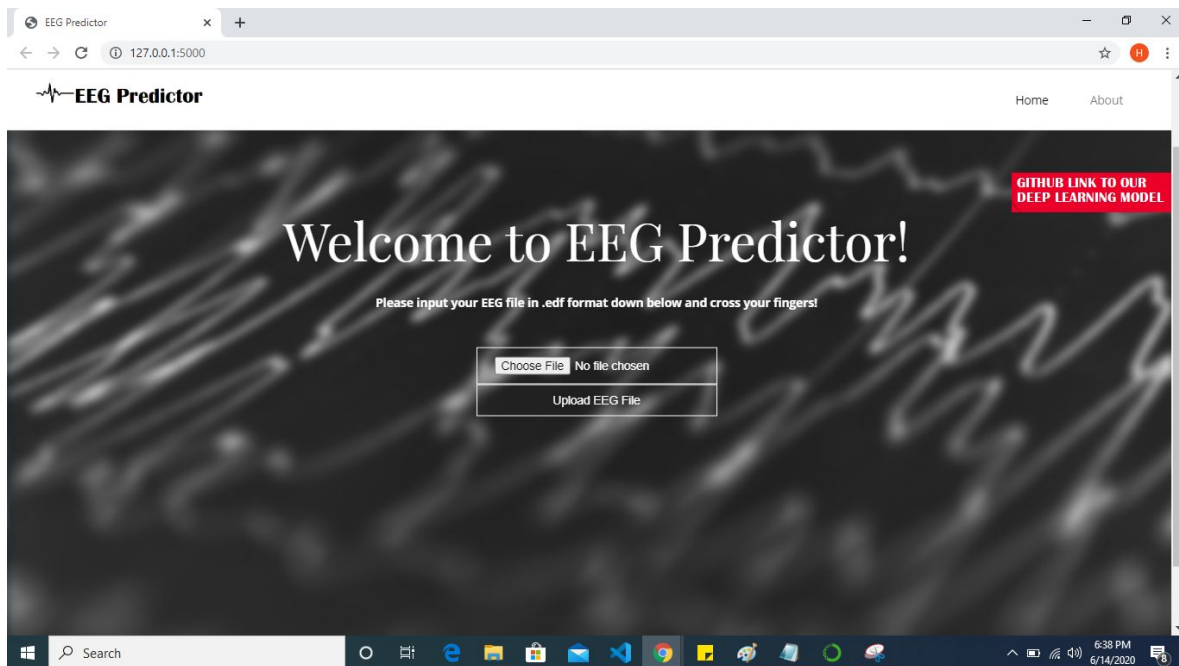 EEG Predictor
127.0.0.1:5000
H
EEG Predictor
Home
About
GITHUB LINK TO OUR
DEEP LEARNING MODEL
Welcome to EEG Predictor!
Please input your EEG file in .edf format down below and cross your fingers!
Choose File No file chosen
Upload EEG File
Search
6:38 PM
6/14/2020
8